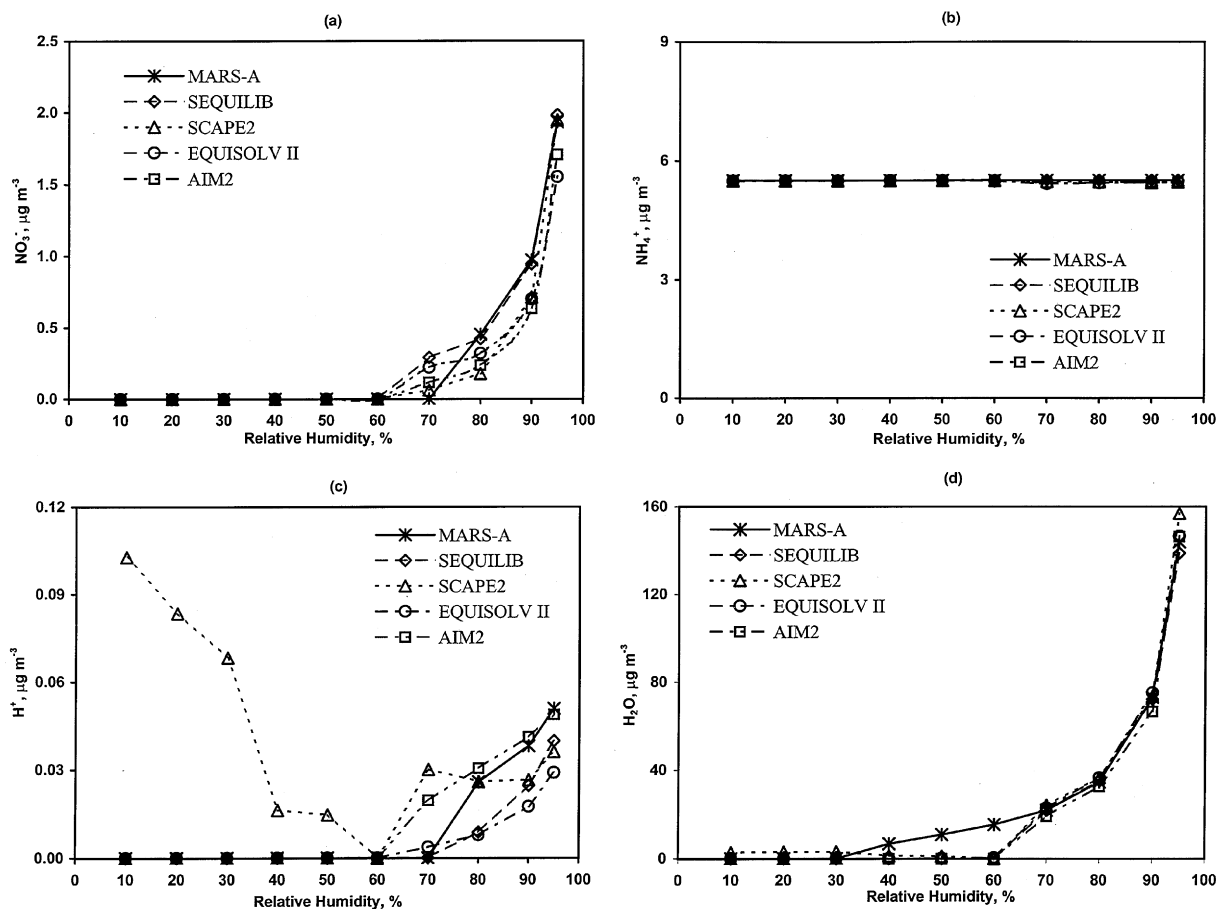 (a)
2.5
2.0
1.5
1.0
0.5
0.0
NO₃⁻, μg m⁻³
MARS-A
SEQUILIB
SCAPE2
EQUISOLV II
AIM2
0 10 20 30 40 50 60 70 80 90 100
Relative Humidity, %
(b)
9
6
3
0
NH₄⁺, μg m⁻³
MARS-A
SEQUILIB
SCAPE2
EQUISOLV II
AIM2
0 10 20 30 40 50 60 70 80 90 100
Relative Humidity, %
(c)
0.12
0.09
0.06
0.03
0.00
H⁺, μg m⁻³
MARS-A
SEQUILIB
SCAPE2
EQUISOLV II
AIM2
0 10 20 30 40 50 60 70 80 90 100
Relative Humidity, %
(d)
160
120
80
40
0
H₂O, μg m⁻³
MARS-A
SEQUILIB
SCAPE2
EQUISOLV II
AIM2
0 10 20 30 40 50 60 70 80 90 100
Relative Humidity, %